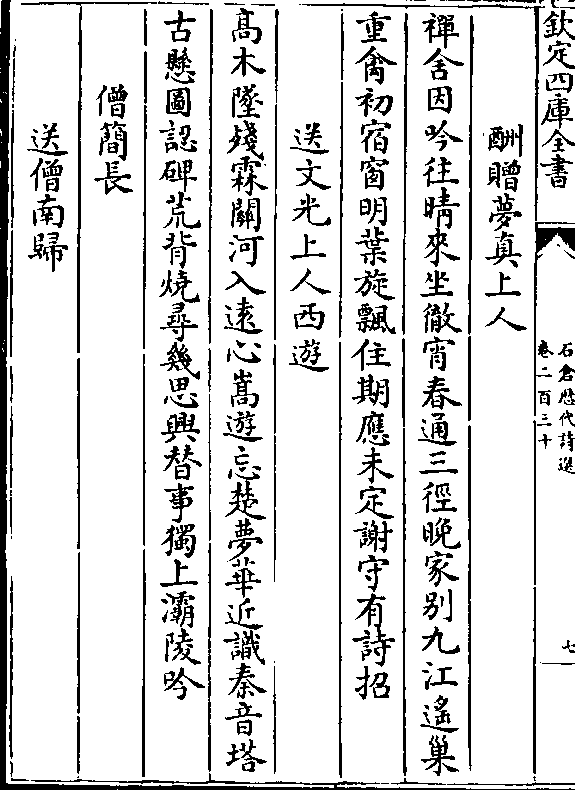 欽定四庫全書
石倉歷代詩選
卷二百三十
七
酬贈夢真上人
禪舍因吟往晴來坐徹宵春通三徑晚家别九江遙巢
重禽初宿窗明葉旋飄住期應未定謝守有詩招
送文光上人西遊
髙木墜殘霖關河入逺心嵩遊忘楚夢華近識秦音塔
古懸圖認碑荒背燒尋幾思興替事獨上灞陵吟
僧簡長
送僧南歸